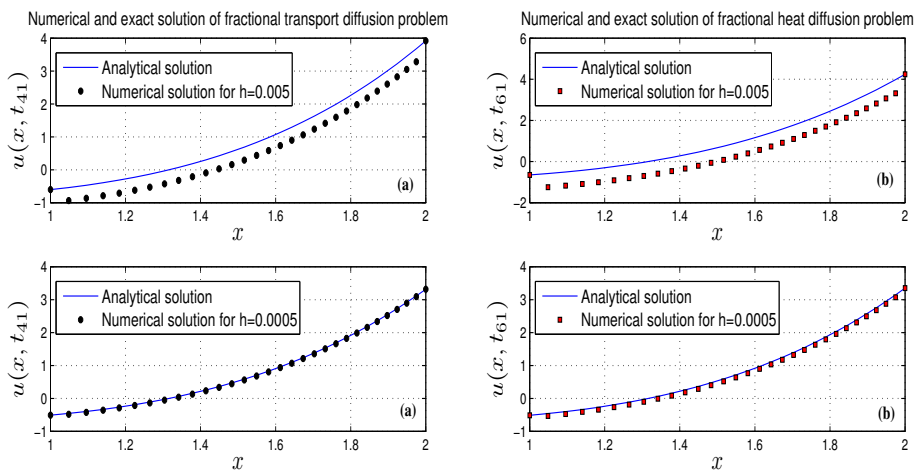 Numerical and exact solution of fractional transport diffusion problem
4
3
2
1
0
−1
1
1.2
1.4
1.6
1.8
2
u(x, t41)
x
Analytical solution
Numerical solution for h=0.005
(a)
Numerical and exact solution of fractional heat diffusion problem
6
4
2
0
−2
1
1.2
1.4
1.6
1.8
2
u(x, t61)
x
Analytical solution
Numerical solution for h=0.005
(b)
4
3
2
1
0
−1
1
1.2
1.4
1.6
1.8
2
u(x, t41)
x
Analytical solution
Numerical solution for h=0.0005
(a)
4
3
2
1
0
−1
1
1.2
1.4
1.6
1.8
2
u(x, t61)
x
Analytical solution
Numerical solution for h=0.0005
(b)